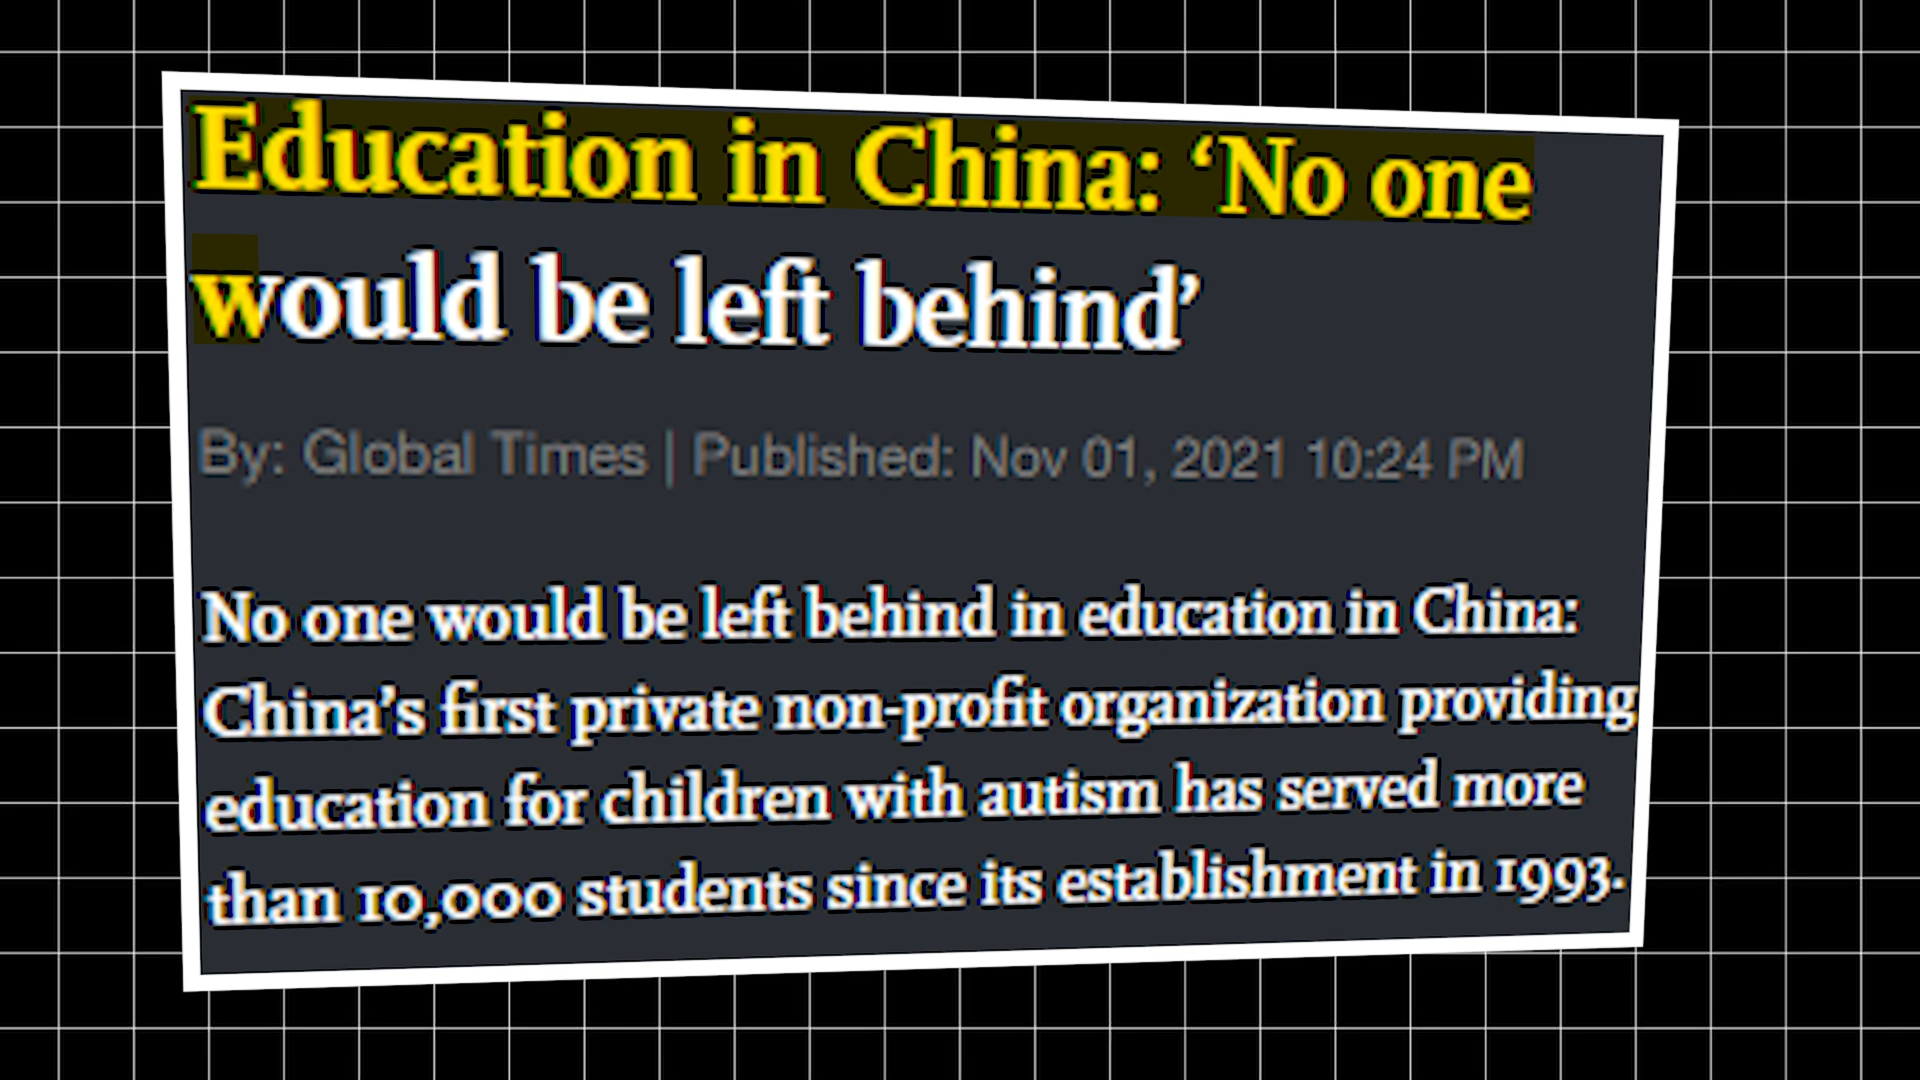 Education in China: ‘No one
would be left behind’
By: Global Times | Published: Nov 01, 2021 10:24 PM
No one would be left behind in education in China:
China’s first private non-profit organization providing
education for children with autism has served more
than 10,000 students since its establishment in 1993.